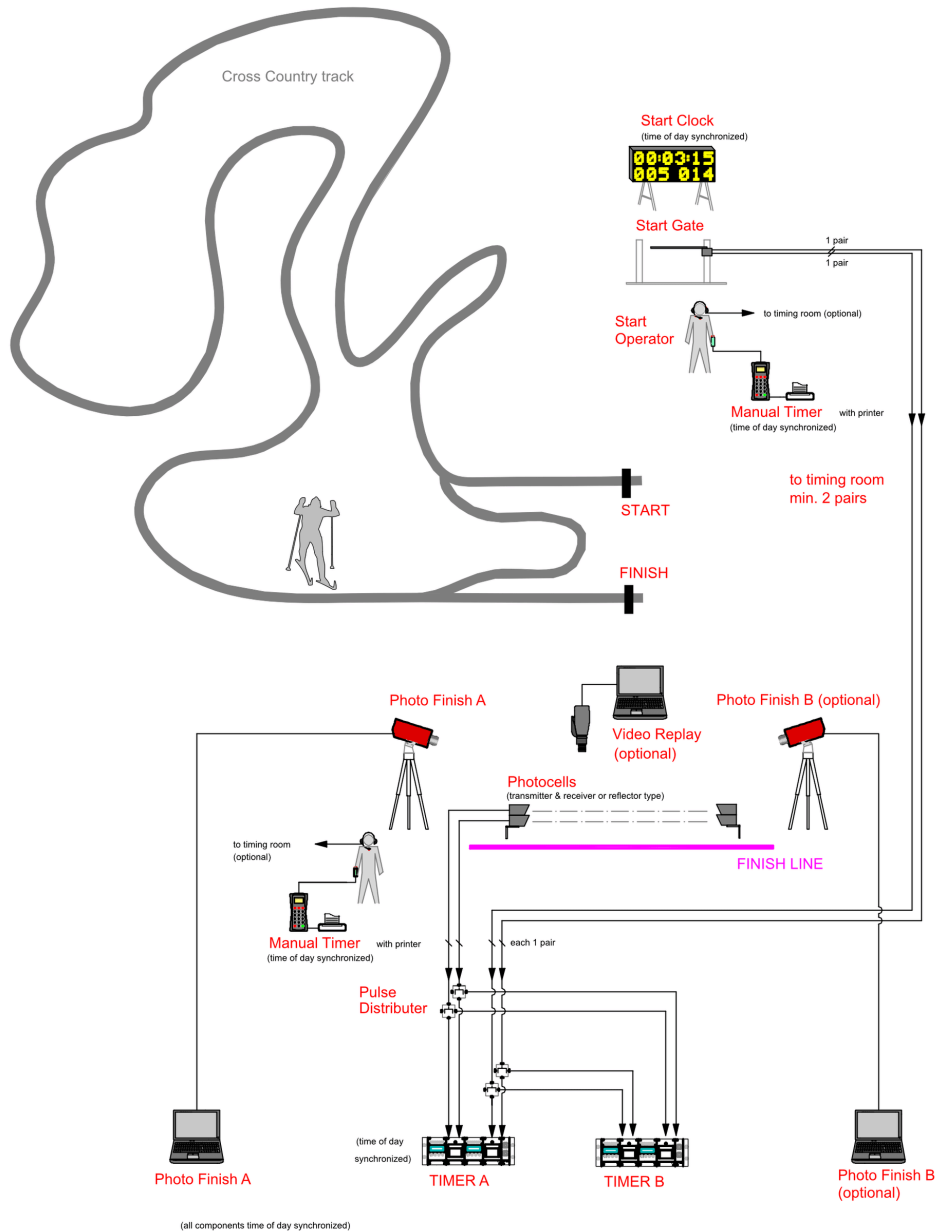 Cross Country track
Start Clock
(time of day synchronized)
00:03:15
005 014
Start Gate
1 pair
1 pair
to timing room (optional)
Start
Operator
Manual Timer with printer
(time of day synchronized)
to timing room
min. 2 pairs
START
FINISH
Photo Finish A
Photo Finish B (optional)
Video Replay
(optional)
Photocells
(transmitter & receiver or reflector type)
FINISH LINE
to timing room
(optional)
Manual Timer with printer
(time of day synchronized)
each 1 pair
Pulse
Distributer
(time of day
synchronized)
Photo Finish A
TIMER A
TIMER B
Photo Finish B
(optional)
(all components time of day synchronized)